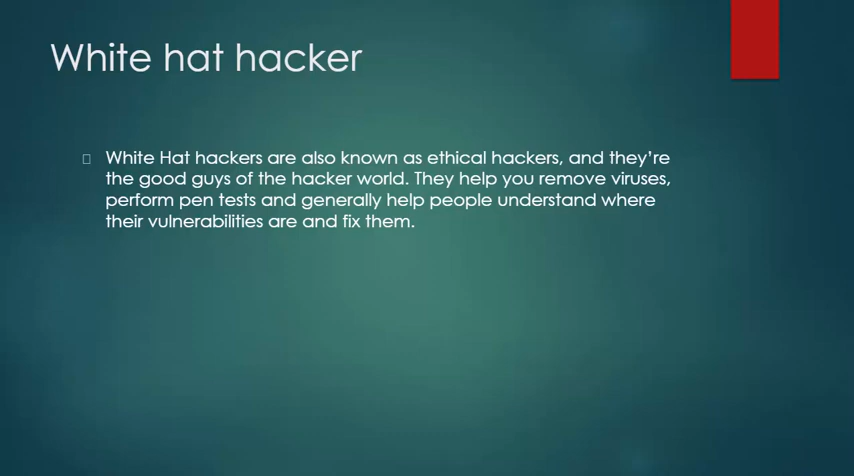 White hat hacker
White Hat hackers are also known as ethical hackers, and they’re
the good guys of the hacker world. They help you remove viruses,
perform pen tests and generally help people understand where
their vulnerabilities are and fix them.